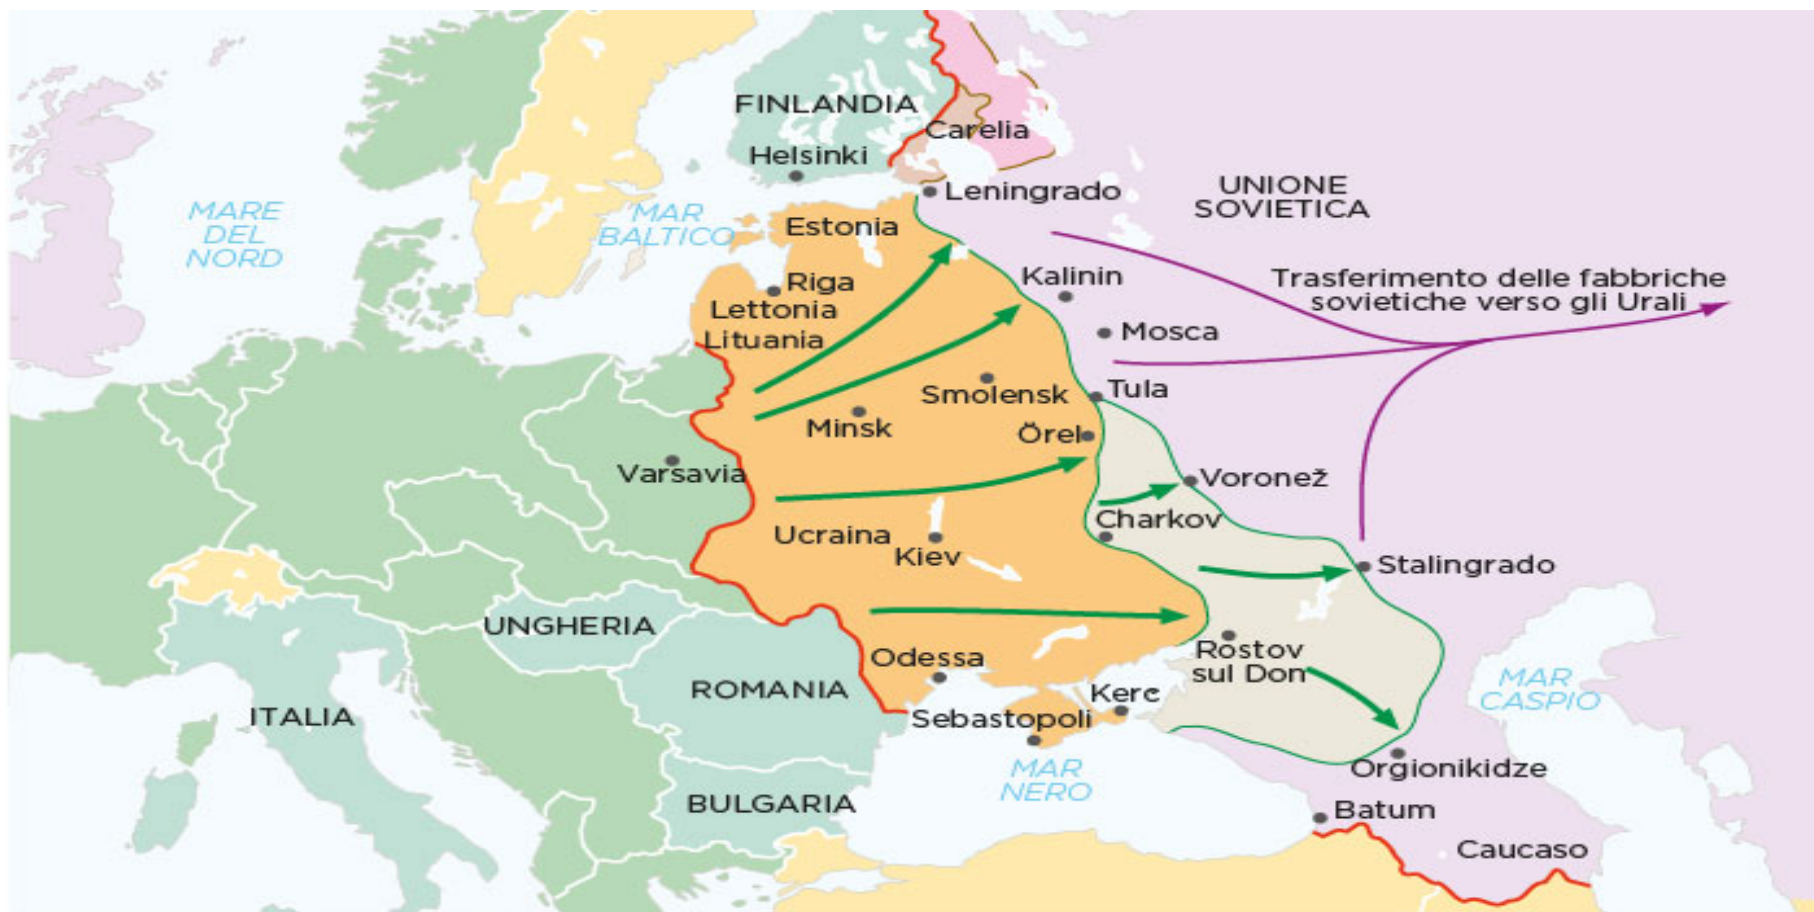 FINLANDIA
Carelia
Helsinki
Leningrado
UNIONE
SOVIETICA
MARE
DEL
NORD
MAR
BALTICO
Estonia
Riga
Lettonia
Lituania
Kalinin
Trasferimento delle fabbriche
sovietiche verso gli Urali
Mosca
Smolensk
Tula
Minsk
Örel
Varsavia
Voronež
Ucraina
Kiev
Charkov
Stalingrado
UNGHERIA
Odessa
Rostov
sul Don
ROMANIA
Kerc
MAR
CASPIO
ITALIA
Sebastopoli
MAR
NERO
Orgionikidze
BULGARIA
Batum
Caucaso